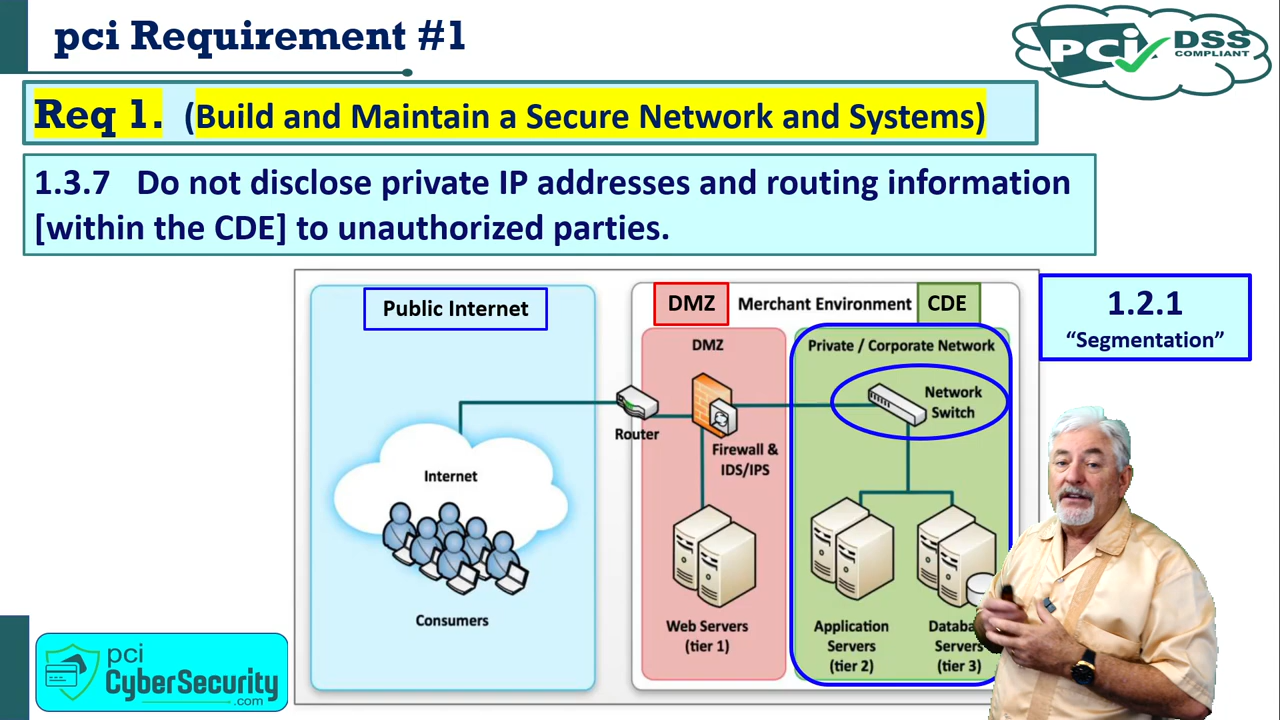 pci Requirement #1
PCi DSS
COMPLIANT
Req 1. (Build and Maintain a Secure Network and Systems)
1.3.7 Do not disclose private IP addresses and routing information
[within the CDE] to unauthorized parties.
Public Internet
DMZ Merchant Environment CDE
1.2.1
“Segmentation”
DMZ
Private / Corporate Network
Network
Switch
Router
Firewall &
IDS/IPS
Internet
Consumers
Web Servers
(tier 1)
Application
Servers
(tier 2)
Servers
(tier 3)
pci
CyberSecurity
.com